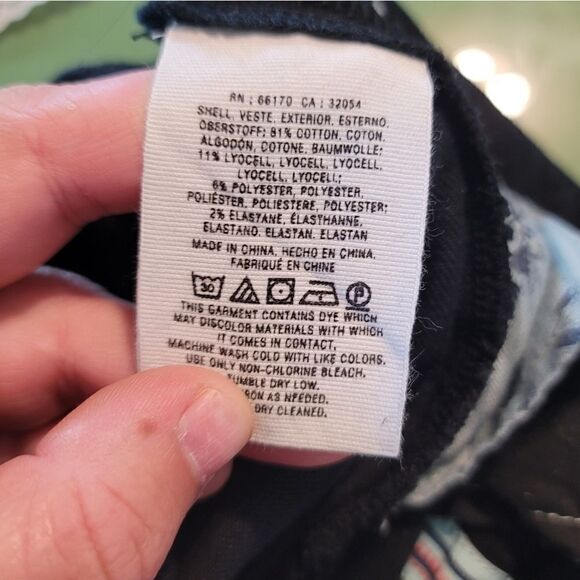 RN : 66170 CA : 32054
SHELL, VESTE, EXTERIOR, ESTERNO,
OBERSTOFF: 81% COTTON, COTON,
ALGODÓN, COTONE, BAUMWOLLE;
11% LYOCELL, LYOCELL, LYOCELL,
LYOCELL, LYOCELL;
6% POLYESTER, POLYESTER,
POLIÉSTER, POLIESTERE, POLYESTER;
2% ELASTANE, ÉLASTHANNE,
ELASTANO, ELASTAN, ELASTAN
MADE IN CHINA, HECHO EN CHINA,
FABRIQUÉ EN CHINE
30 P
THIS GARMENT CONTAINS DYE WHICH
MAY DISCOLOR MATERIALS WITH WHICH
IT COMES IN CONTACT,
MACHINE WASH COLD WITH LIKE COLORS.
USE ONLY NON-CHLORINE BLEACH.
TUMBLE DRY LOW.
RON AS NEEDED.
DRY CLEANED.